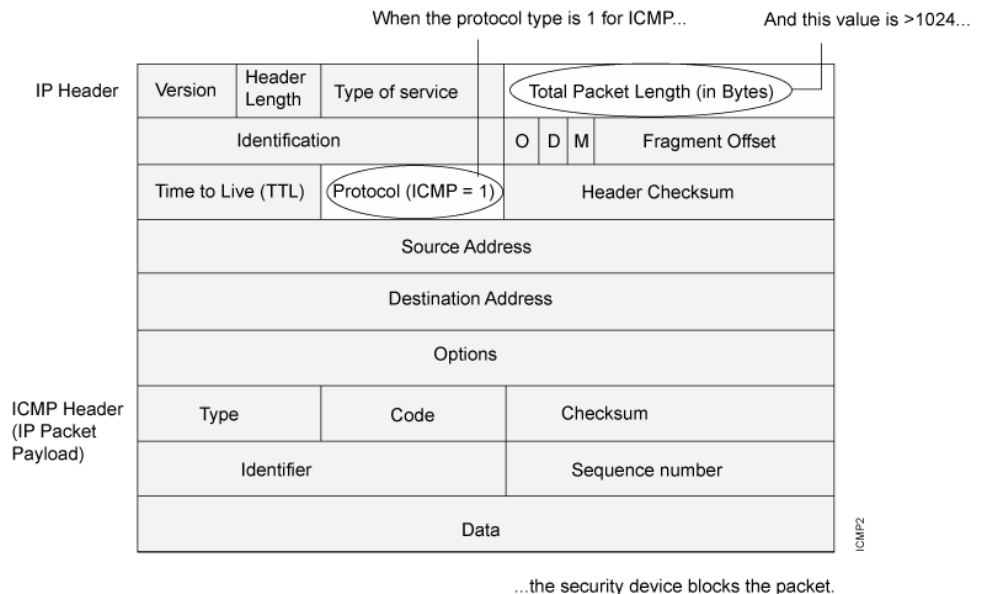 When the protocol type is 1 for ICMP...
And this value is >1024...
IP Header
Version
Header
Length
Type of service
Total Packet Length (in Bytes)
Identification
O
D
M
Fragment Offset
Time to Live (TTL)
Protocol (ICMP = 1)
Header Checksum
Source Address
Destination Address
Options
ICMP Header
(IP Packet
Payload)
Type
Code
Checksum
Identifier
Sequence number
Data
ICMP2
...the security device blocks the packet.